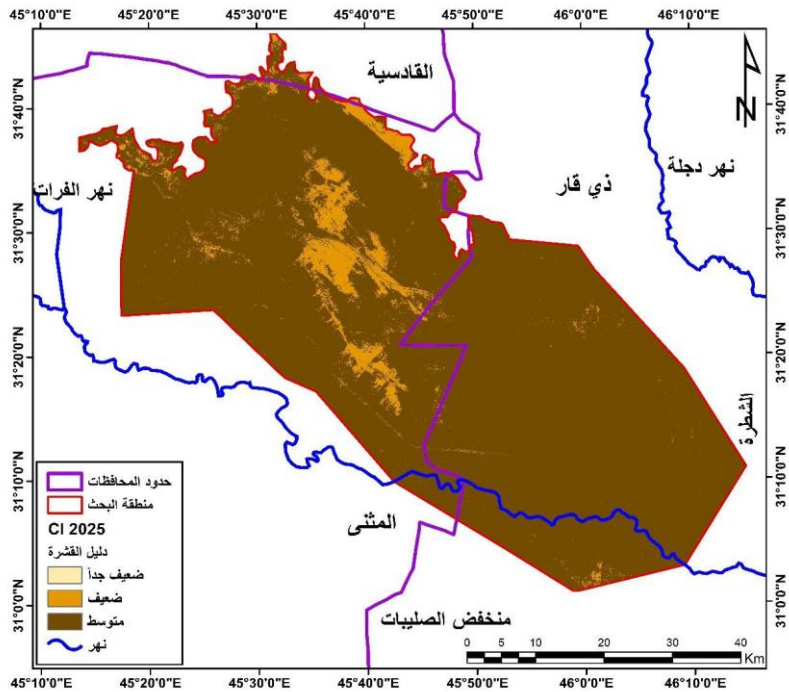 45°10'0"E 45°20'0"E 45°30'0"E 45°40'0"E 45°50'0"E 46°0'0"E 46°10'0"E
31°40'0"N
31°30'0"N
31°20'0"N
31°10'0"N
31°0'0"N
31°40'0"N
31°30'0"N
31°20'0"N
31°10'0"N
31°0'0"N
القادسية
N
نهر دجلة
ذي قار
نهر الفرات
الشطرة
المثنى
منخفض الصليبات
حدود المحافظات
منطقة البحث
CI 2025
دليل القشرة
ضعيف جداً
ضعيف
متوسط
نهر
0 5 10 20 30 40
Km
45°10'0"E 45°20'0"E 45°30'0"E 45°40'0"E 45°50'0"E 46°0'0"E 46°10'0"E